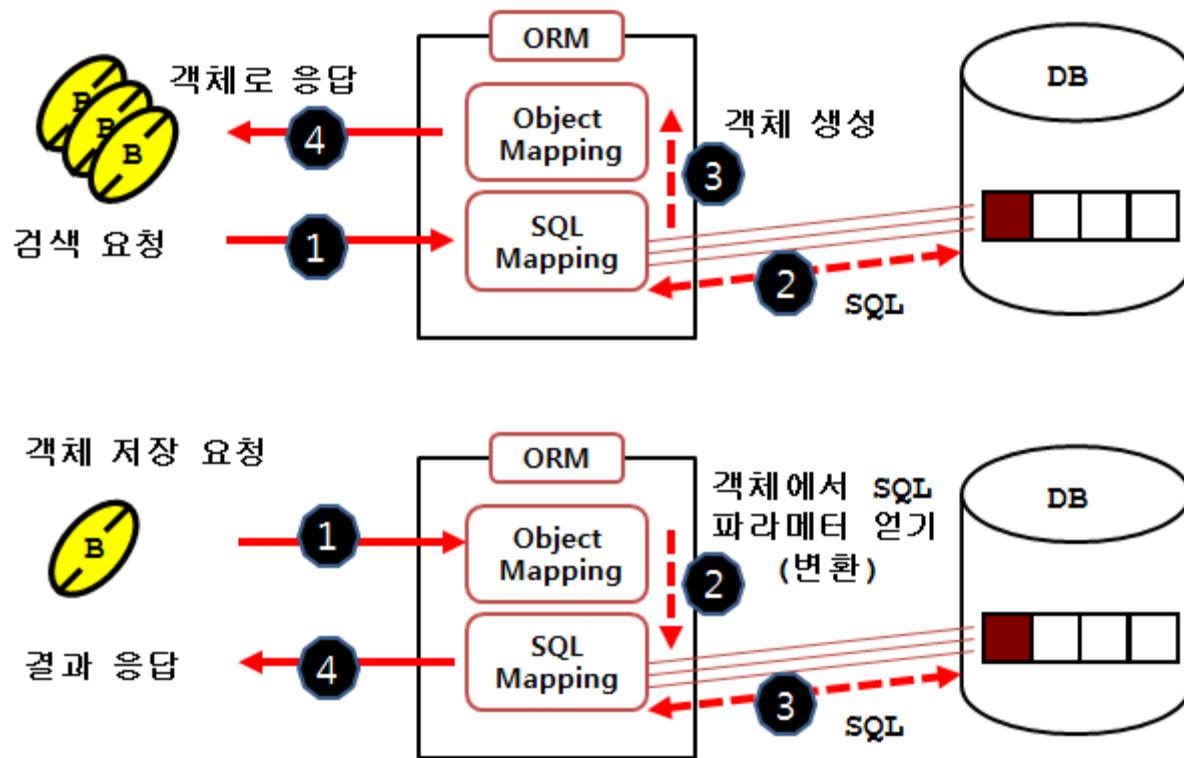 ORM
객체로 응답
B
B
B
4
Object
Mapping
3
객체 생성
DB
검색 요청
1
SQL
Mapping
2
SQL
객체 저장 요청
ORM
B
1
Object
Mapping
2
객체에서 SQL
파라메터 얻기
(변환)
DB
결과 응답
4
SQL
Mapping
3
SQL